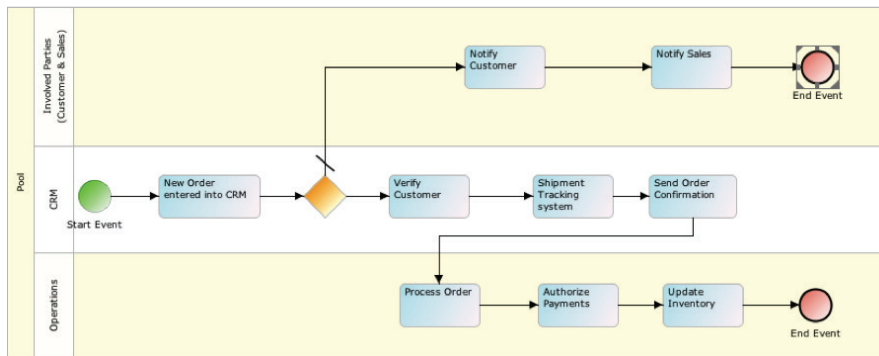 Pool
Involved Parties
(Customer & Sales)
Notify
Customer
Notify Sales
End Event
CRM
Start Event
New Order
entered into CRM
Verify
Customer
Shipment
Tracking
system
Send Order
Confirmation
Operations
Process Order
Authorize
Payments
Update
Inventory
End Event